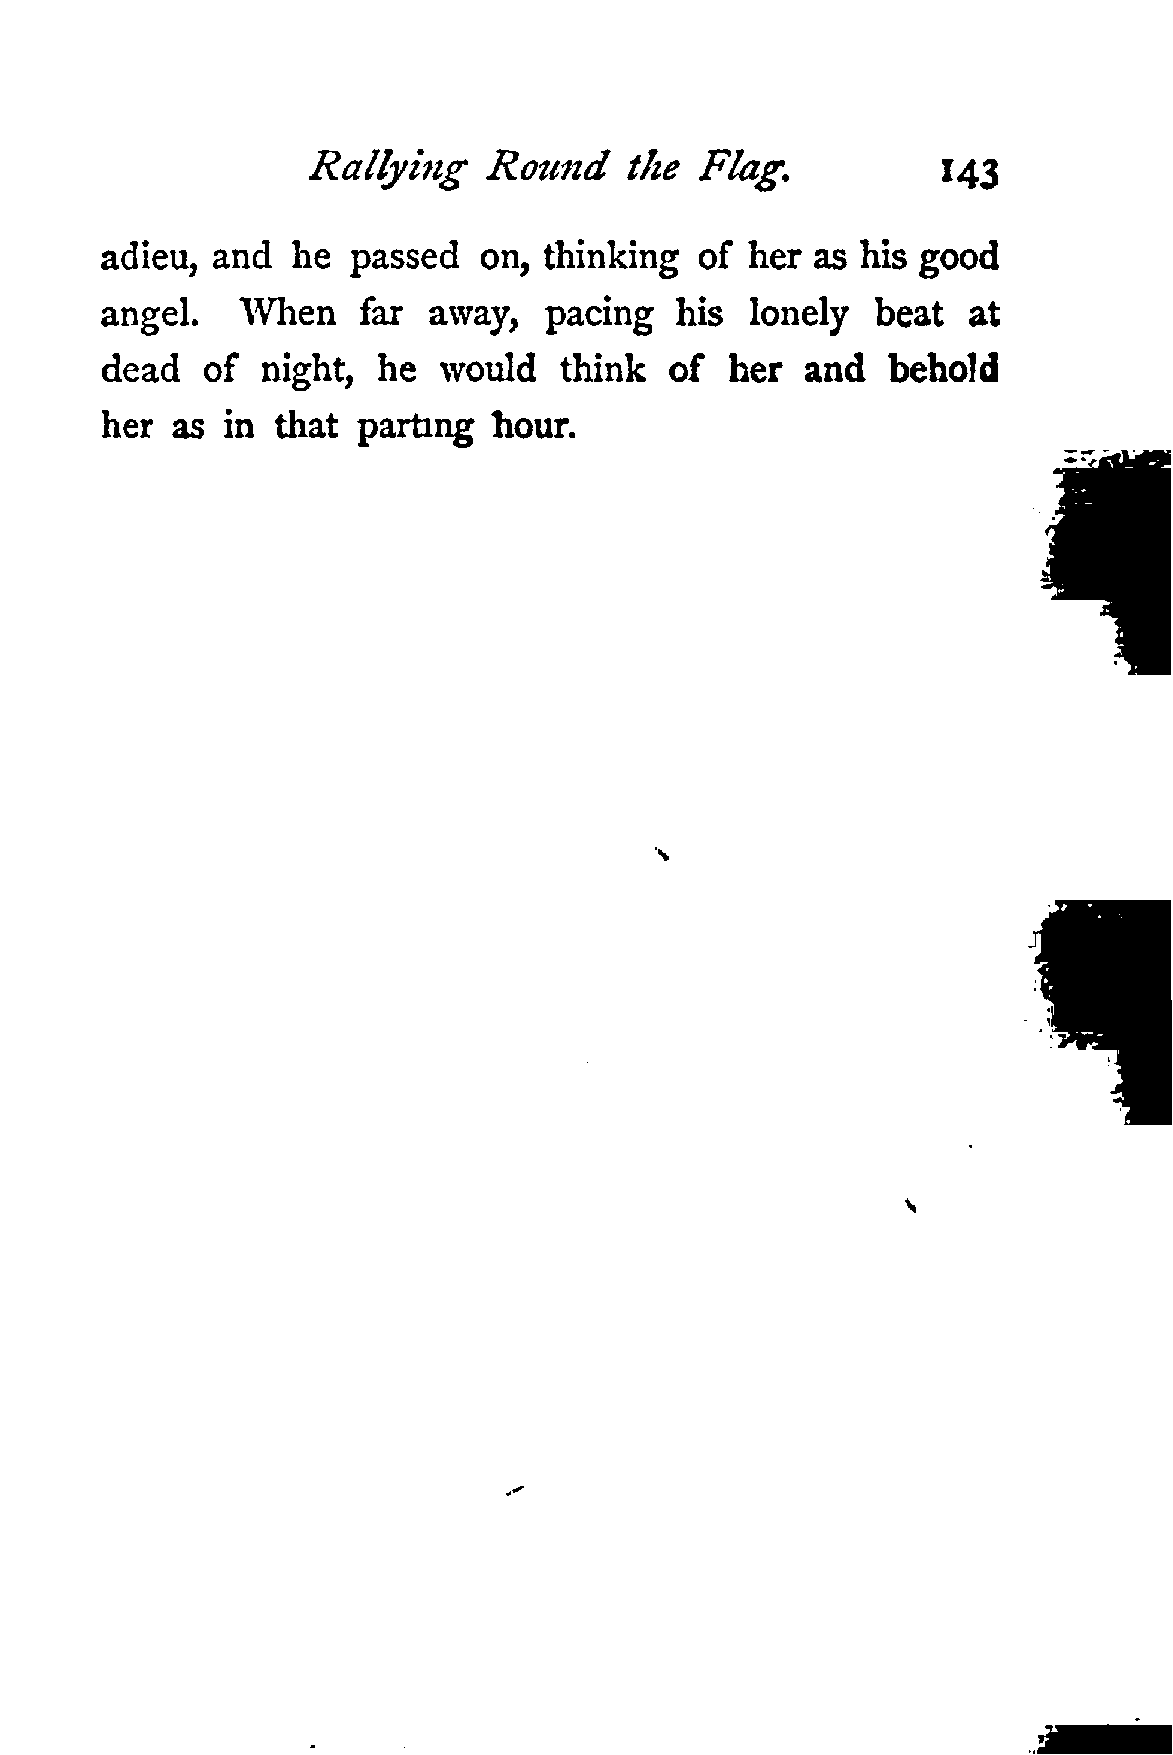 Rallying Round the Flag. 143
adieu, and he passed on, thinking of her as his good
angel. When far away, pacing his lonely beat at
dead of night, he would think of her and behold
her as in that parting hour.